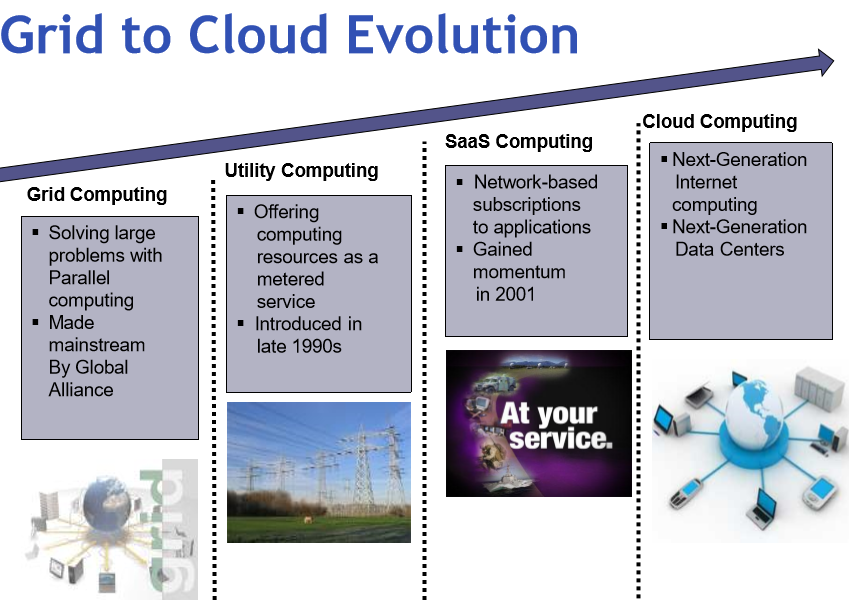 Grid to Cloud Evolution
Grid Computing
▪ Solving large
problems with
Parallel
computing
▪ Made
mainstream
By Global
Alliance
grid
Utility Computing
▪ Offering
computing
resources as a
metered
service
▪ Introduced in
late 1990s
SaaS Computing
▪ Network-based
subscriptions
to applications
▪ Gained
momentum
in 2001
At your
service.
Cloud Computing
▪ Next-Generation
Internet
computing
▪ Next-Generation
Data Centers